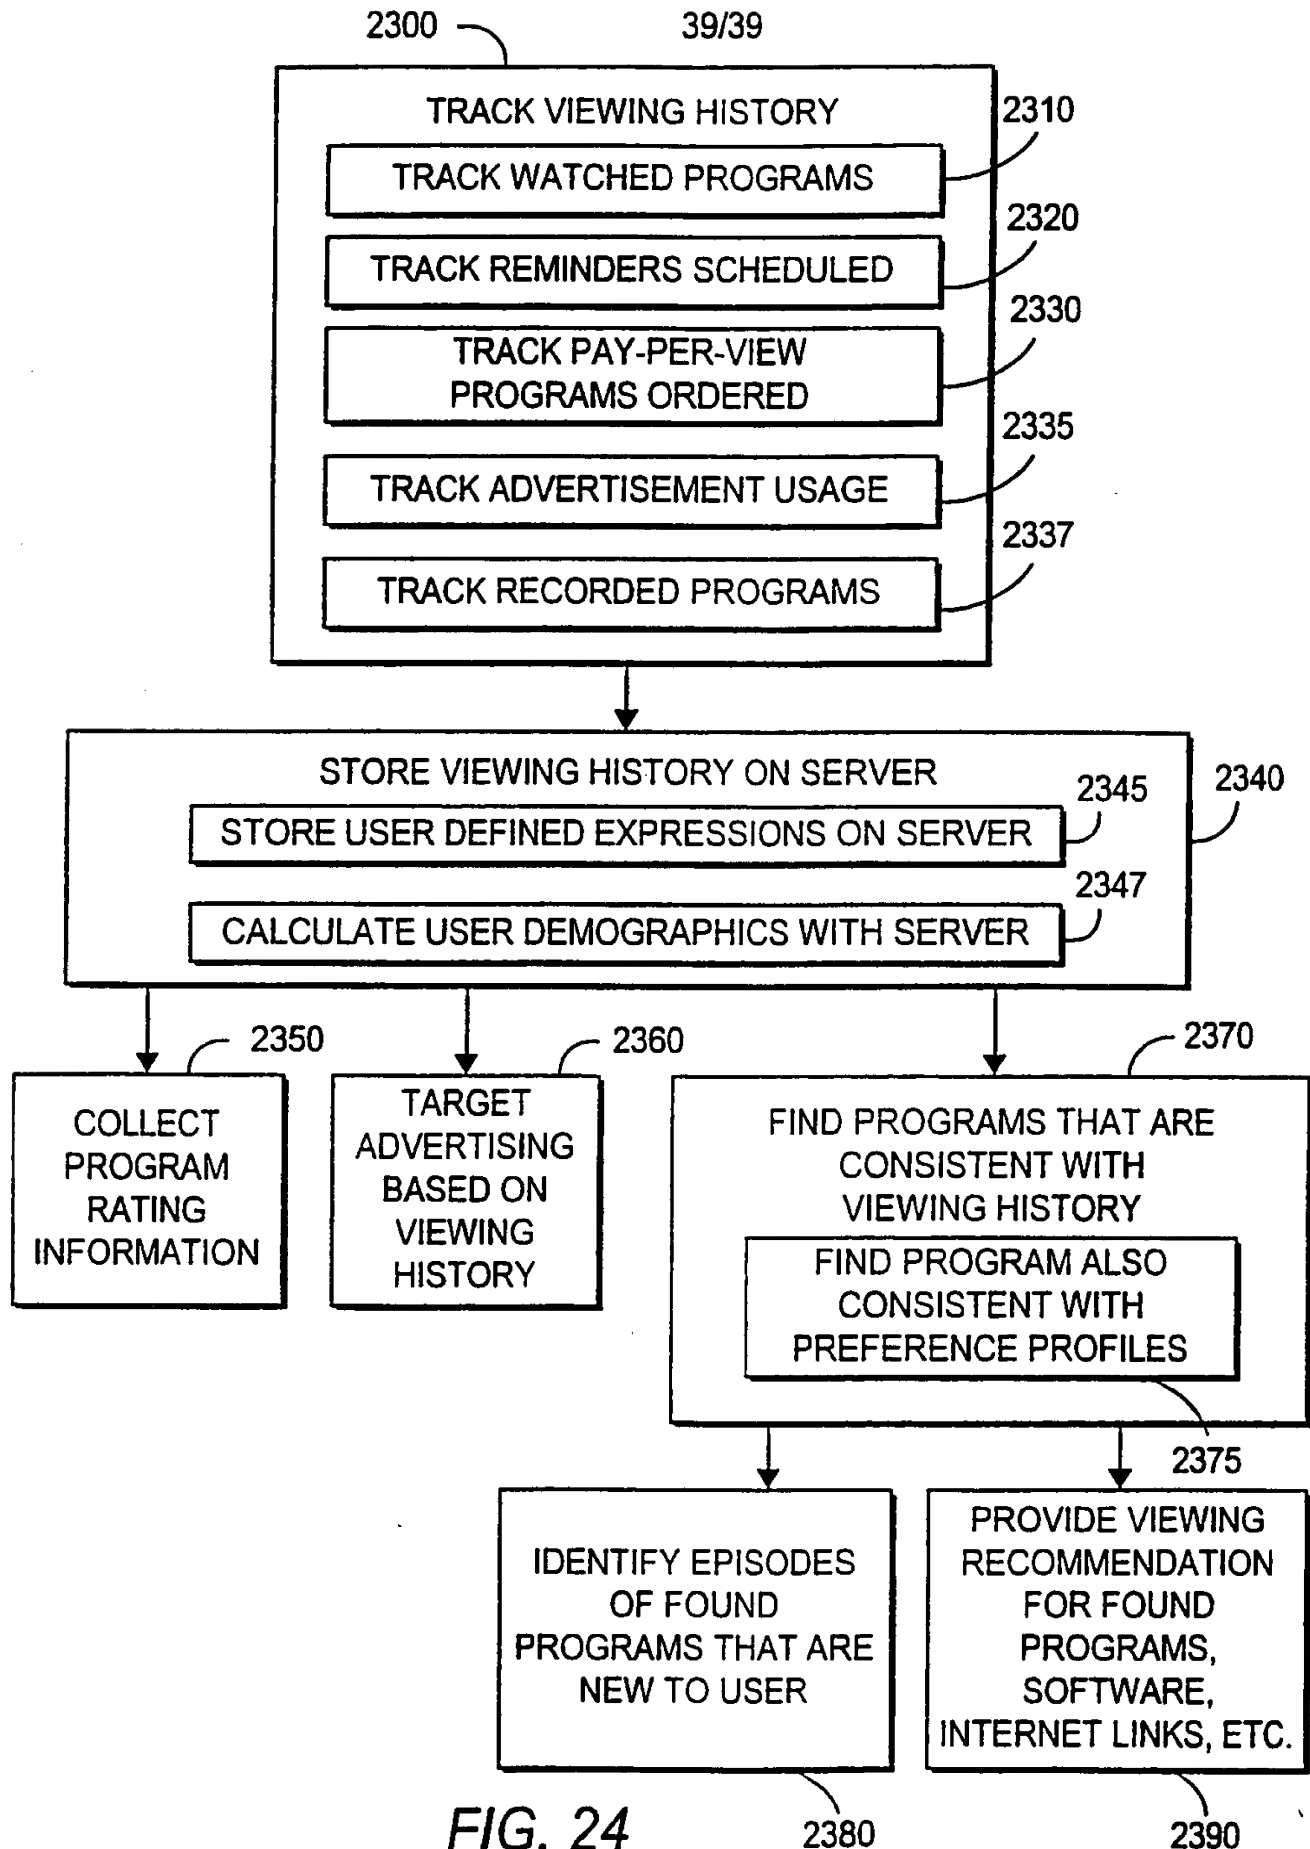 2300
39/39
TRACK VIEWING HISTORY
2310
TRACK WATCHED PROGRAMS
2320
TRACK REMINDERS SCHEDULED
2330
TRACK PAY-PER-VIEW
PROGRAMS ORDERED
2335
TRACK ADVERTISEMENT USAGE
2337
TRACK RECORDED PROGRAMS
STORE VIEWING HISTORY ON SERVER
2340
2345
STORE USER DEFINED EXPRESSIONS ON SERVER
2347
CALCULATE USER DEMOGRAPHICS WITH SERVER
2350
COLLECT
PROGRAM
RATING
INFORMATION
2360
TARGET
ADVERTISING
BASED ON
VIEWING
HISTORY
2370
FIND PROGRAMS THAT ARE
CONSISTENT WITH
VIEWING HISTORY
FIND PROGRAM ALSO
CONSISTENT WITH
PREFERENCE PROFILES
2375
IDENTIFY EPISODES
OF FOUND
PROGRAMS THAT ARE
NEW TO USER
2380
PROVIDE VIEWING
RECOMMENDATION
FOR FOUND
PROGRAMS,
SOFTWARE,
INTERNET LINKS, ETC.
2390
FIG. 24